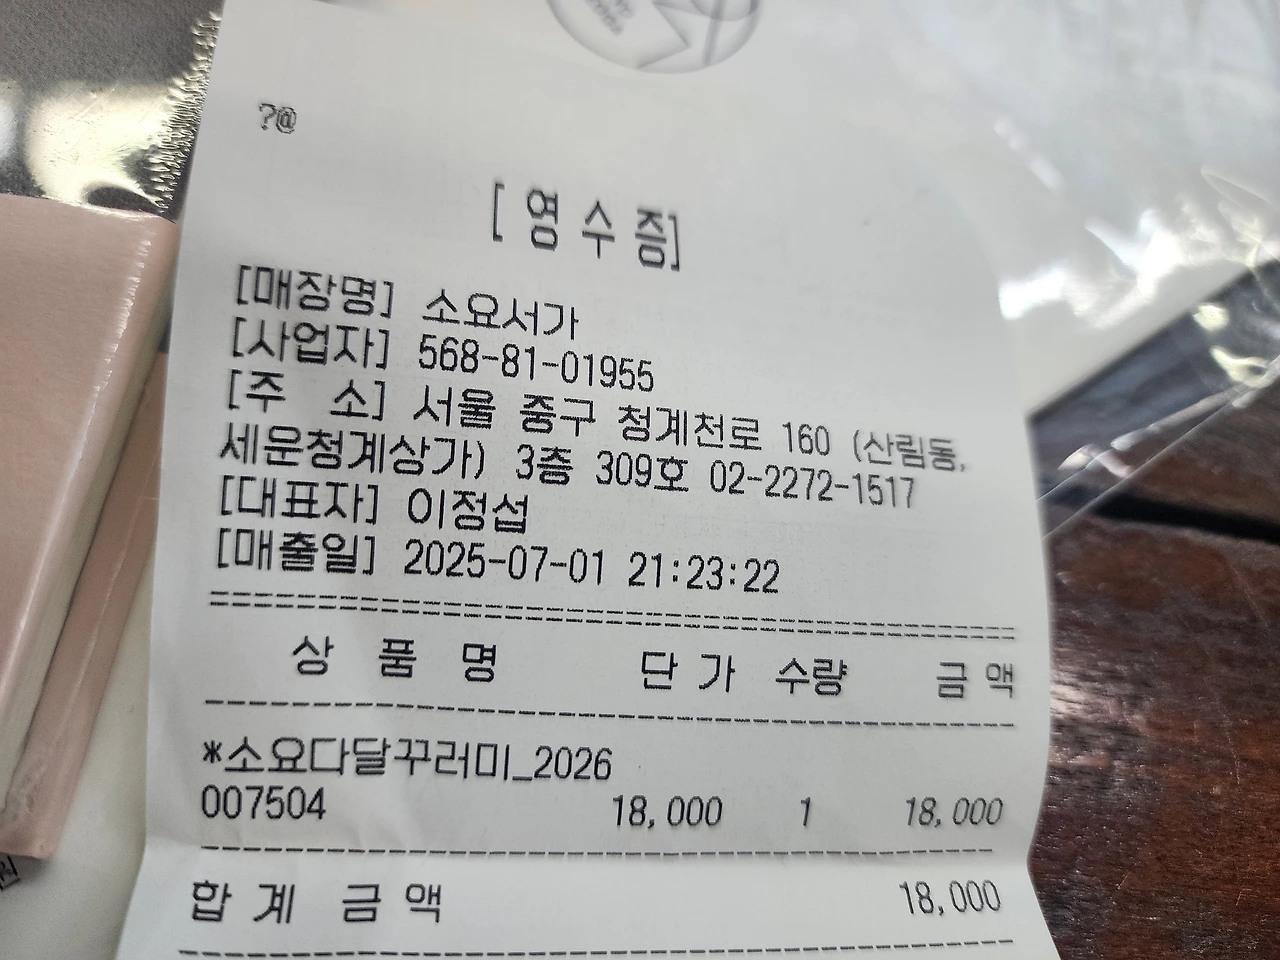 ?@
[ 영 수 증]
[매장명] 소요서가
[사업자] 568-81-01955
[주 소] 서울 중구 청계천로 160 (산림동,
세운청계상가) 3층 309호 02-2272-1517
[대표자] 이정섭
[매출일] 2025-07-01 21:23:22
========================================
상 품 명 단 가 수량 금 액
----------------------------------------
*소요다달꾸러미_2026
007504 18,000 1 18,000
----------------------------------------
합 계 금 액 18,000
----------------------------------------